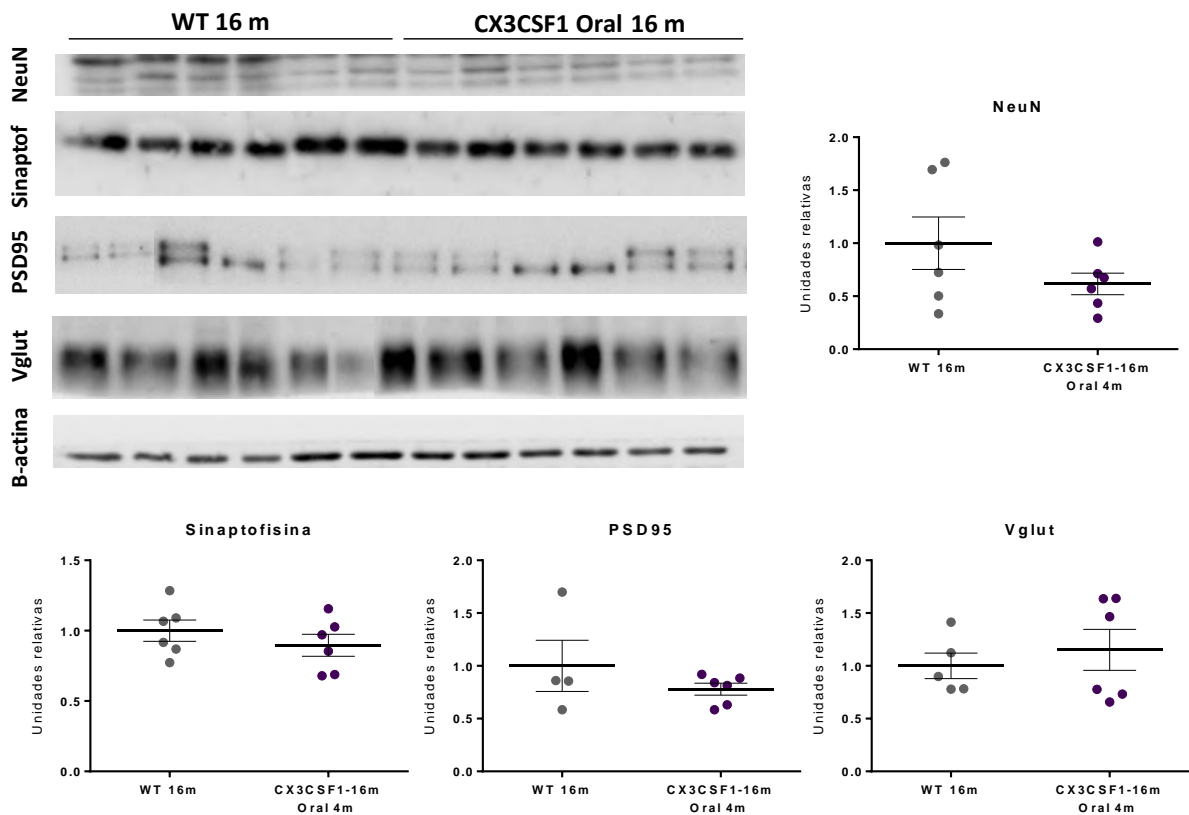 WT 16 m
CX3CSF1 Oral 16 m
NeuN
Sinaptof
PSD95
Vglut
B-actina
NeuN
Unidades relativas
2.0
1.5
1.0
0.5
0.0
WT 16m
CX3CSF1-16m
Oral 4m
Sinaptofisina
Unidades relativas
1.5
1.0
0.5
0.0
WT 16m
CX3CSF1-16m
Oral 4m
PSD95
Unidades relativas
2.0
1.5
1.0
0.5
0.0
WT 16m
CX3CSF1-16m
Oral 4m
Vglut
Unidades relativas
2.0
1.5
1.0
0.5
0.0
WT 16m
CX3CSF1-16m
Oral 4m